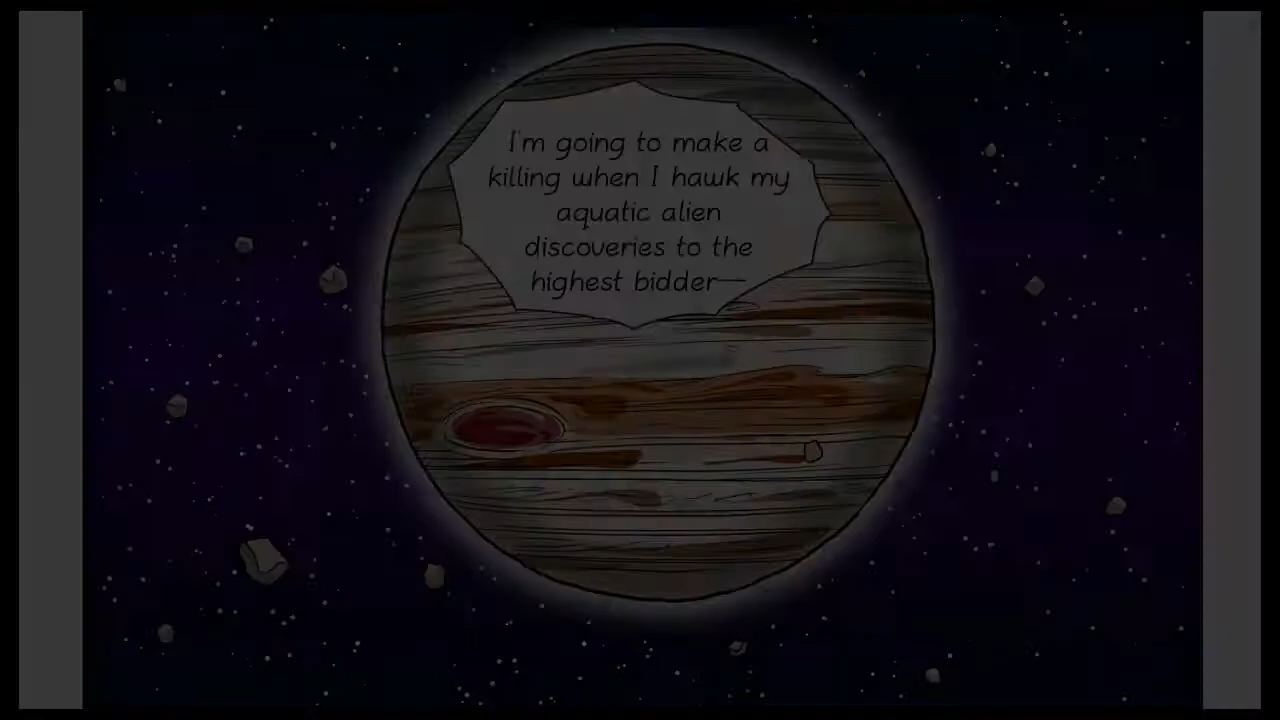 I'm going to make a
killing when I hawk my
aquatic alien
discoveries to the
highest bidder—